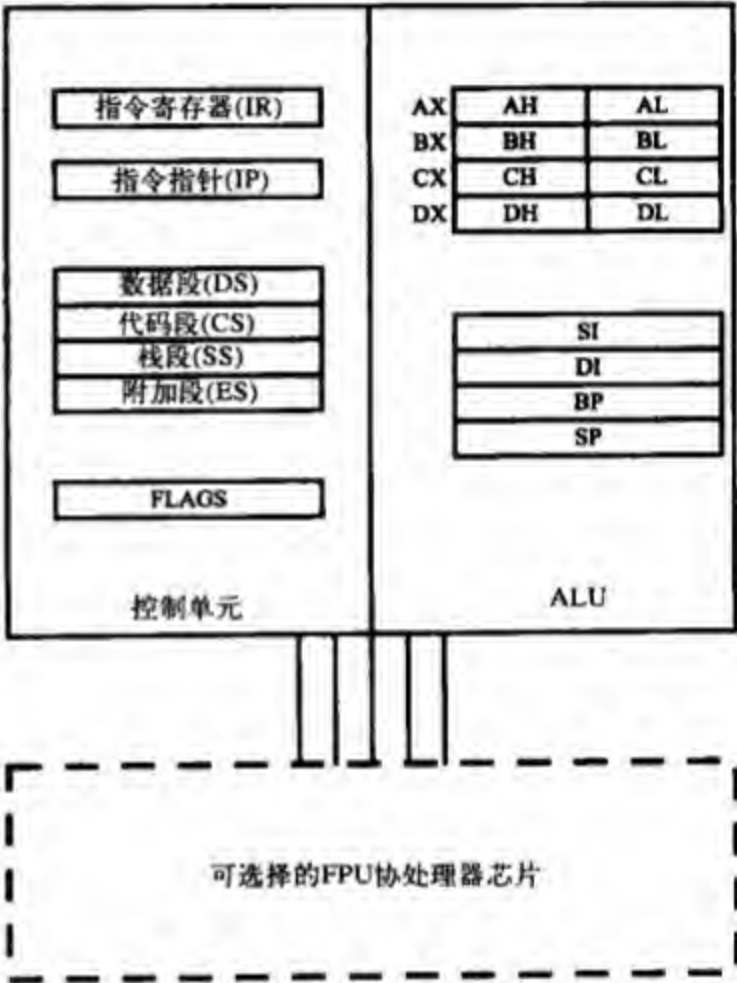 指令寄存器(IR)
指令指针(IP)
数据段(DS)
代码段(CS)
栈段(SS)
附加段(ES)
FLAGS
控制单元
AX AH AL
BX BH BL
CX CH CL
DX DH DL
SI
DI
BP
SP
ALU
可选择的FPU协处理器芯片